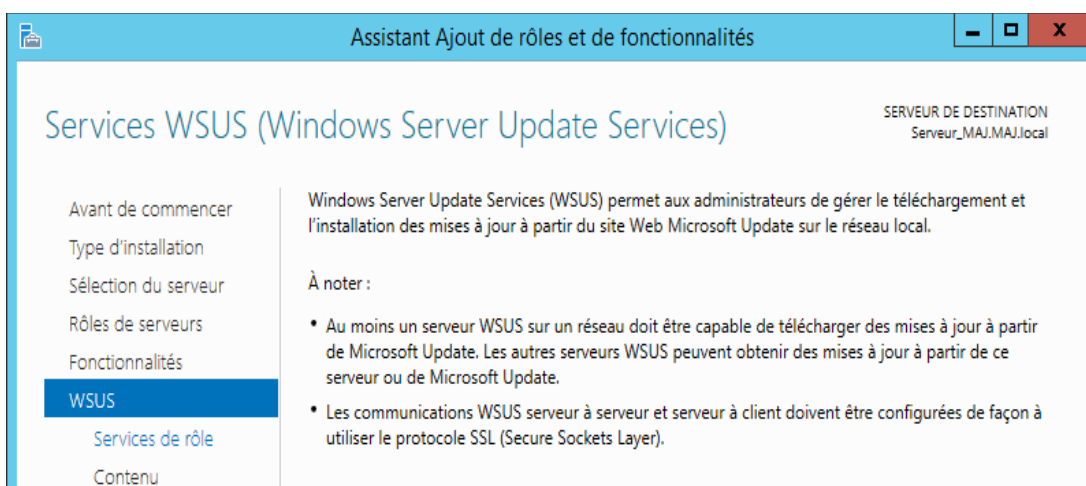 Assistant Ajout de rôles et de fonctionnalités
Services WSUS (Windows Server Update Services)
SERVEUR DE DESTINATION
Serveur_MAJ.MAJ.local
Avant de commencer
Type d'installation
Sélection du serveur
Rôles de serveurs
Fonctionnalités
WSUS
Services de rôle
Contenu
Windows Server Update Services (WSUS) permet aux administrateurs de gérer le téléchargement et
l'installation des mises à jour à partir du site Web Microsoft Update sur le réseau local.
À noter :
• Au moins un serveur WSUS sur un réseau doit être capable de télécharger des mises à jour à partir
de Microsoft Update. Les autres serveurs WSUS peuvent obtenir des mises à jour à partir de ce
serveur ou de Microsoft Update.
• Les communications WSUS serveur à serveur et serveur à client doivent être configurées de façon à
utiliser le protocole SSL (Secure Sockets Layer).